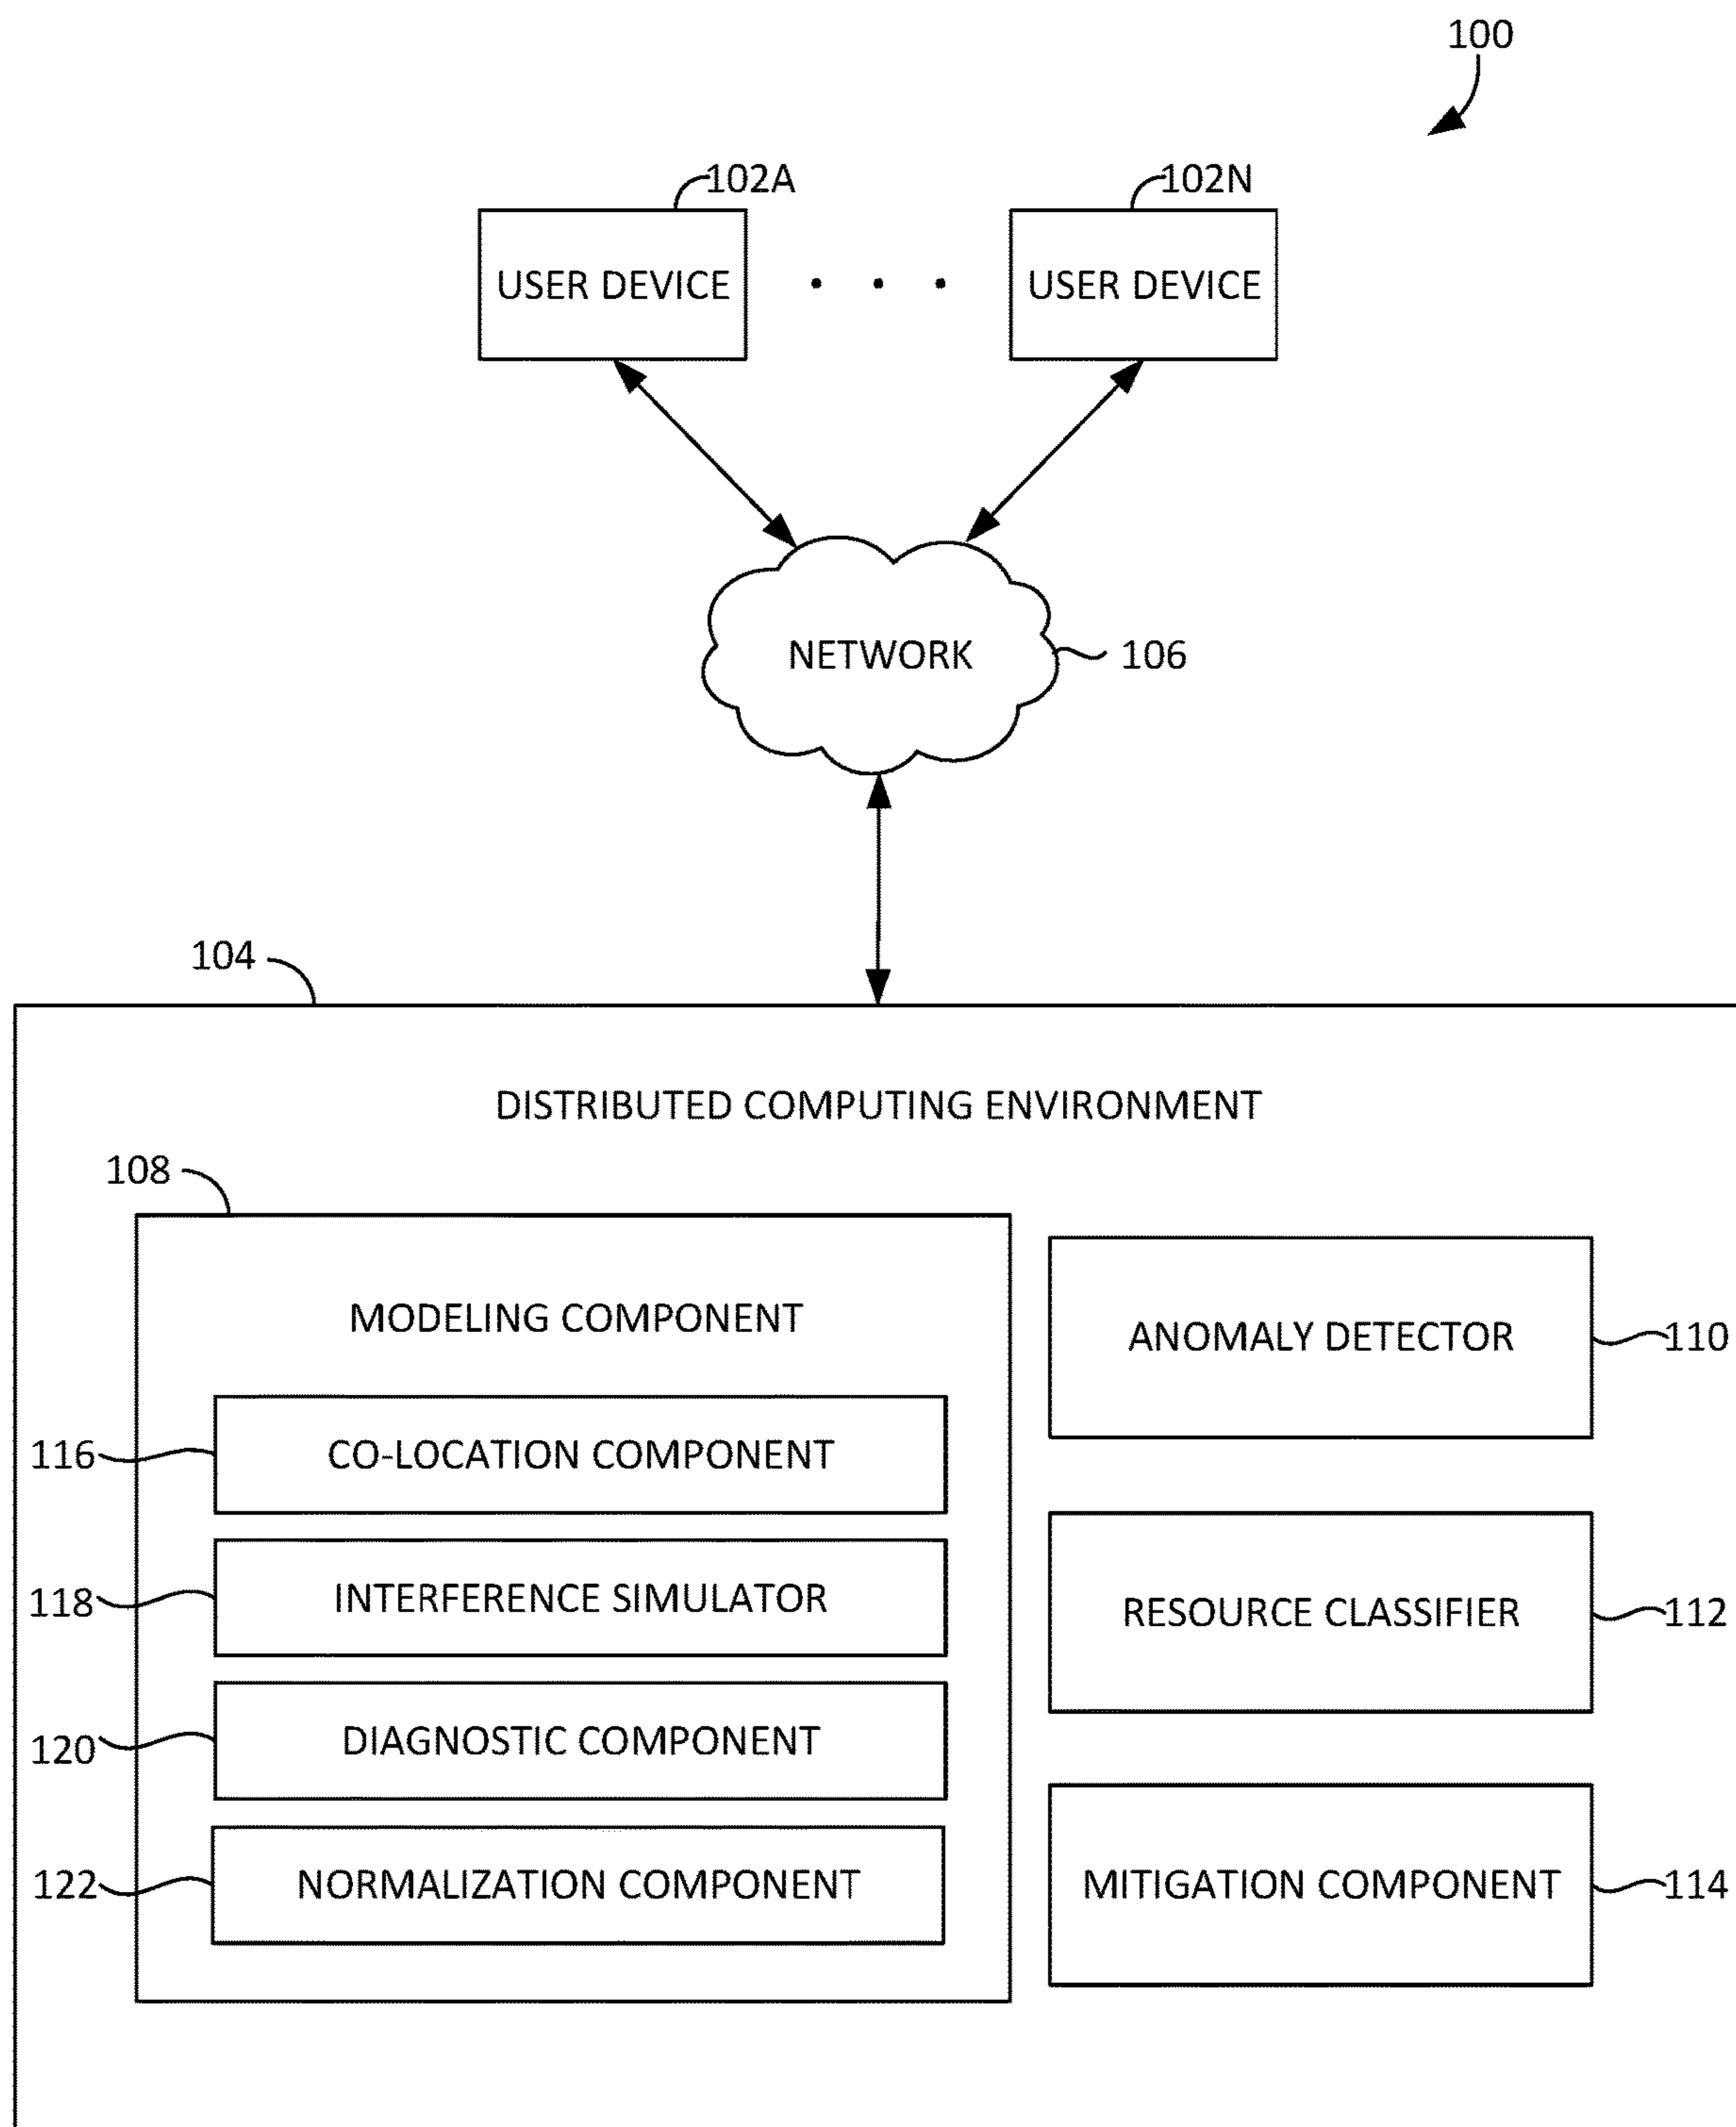 100
102A
102N
USER DEVICE
USER DEVICE
NETWORK
106
104
DISTRIBUTED COMPUTING ENVIRONMENT
108
MODELING COMPONENT
ANOMALY DETECTOR
110
116
CO-LOCATION COMPONENT
118
INTERFERENCE SIMULATOR
RESOURCE CLASSIFIER
112
120
DIAGNOSTIC COMPONENT
122
NORMALIZATION COMPONENT
MITIGATION COMPONENT
114